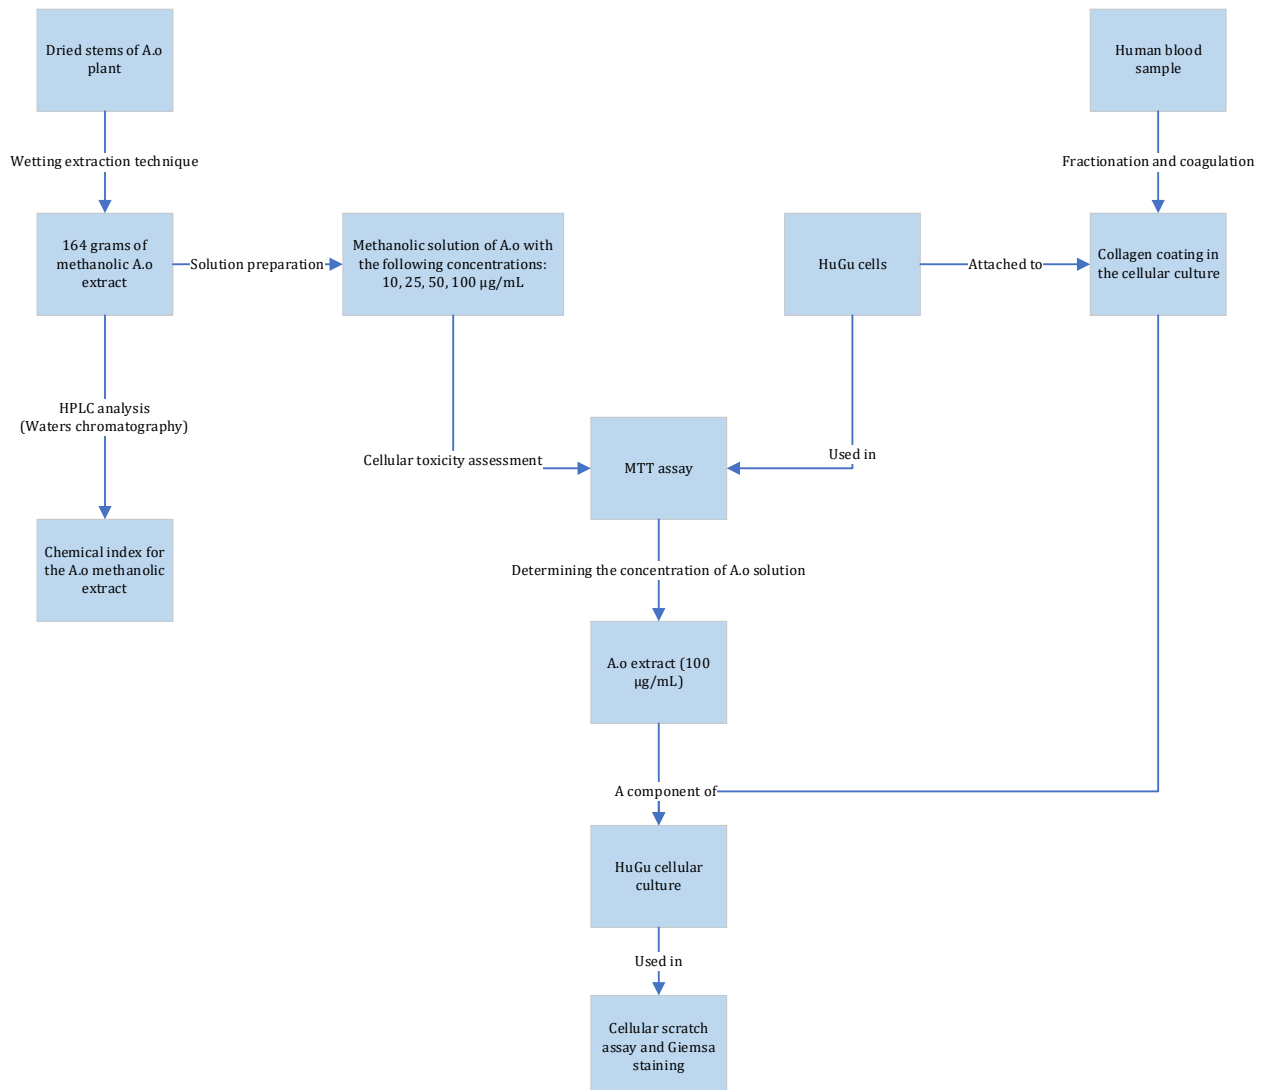 Dried stems of A.o
plant
Human blood
sample
Wetting extraction technique
Fractionation and coagulation
164 grams of
methanolic A.o
extract
Solution preparation
Methanolic solution of A.o with
the following concentrations:
10, 25, 50, 100 µg/mL
HuGu cells
Attached to
Collagen coating in
the cellular culture
HPLC analysis
(Waters chromatography)
Cellular toxicity assessment
MTT assay
Used in
Chemical index for
the A.o methanolic
extract
Determining the concentration of A.o solution
A.o extract (100
µg/mL)
A component of
HuGu cellular
culture
Used in
Cellular scratch
assay and Giemsa
staining